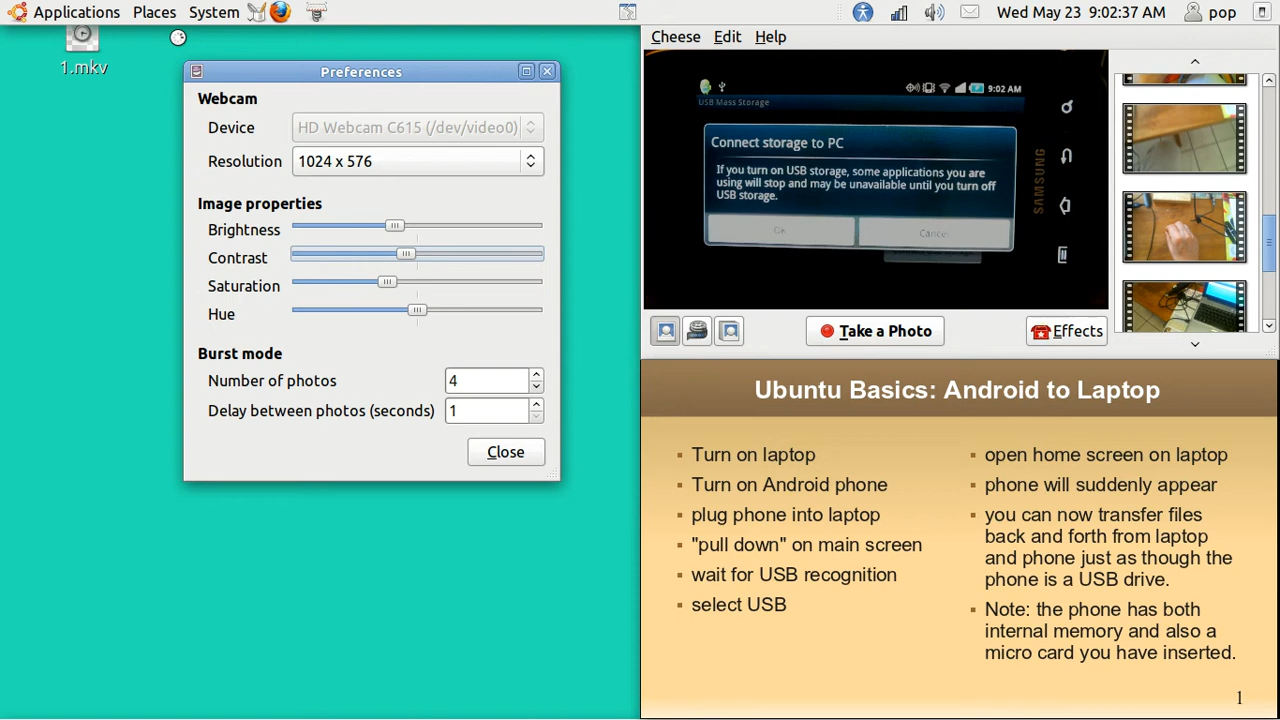 Applications Places System
Wed May 23 9:02:37 AM pop
1.mkv
Preferences
Webcam
Device HD Webcam C615 (/dev/video0)
Resolution 1024 x 576
Image properties
Brightness
Contrast
Saturation
Hue
Burst mode
Number of photos 4
Delay between photos (seconds) 1
Close
Cheese Edit Help
9:02 AM
USB Mass Storage
Connect storage to PC
If you turn on USB storage, some applications you are
using will stop and may be unavailable until you turn off
USB storage.
OK Cancel
SAMSUNG
Take a Photo Effects
Ubuntu Basics: Android to Laptop
Turn on laptop
Turn on Android phone
plug phone into laptop
"pull down" on main screen
wait for USB recognition
select USB
open home screen on laptop
phone will suddenly appear
you can now transfer files
back and forth from laptop
and phone just as though the
phone is a USB drive.
Note: the phone has both
internal memory and also a
micro card you have inserted.
1